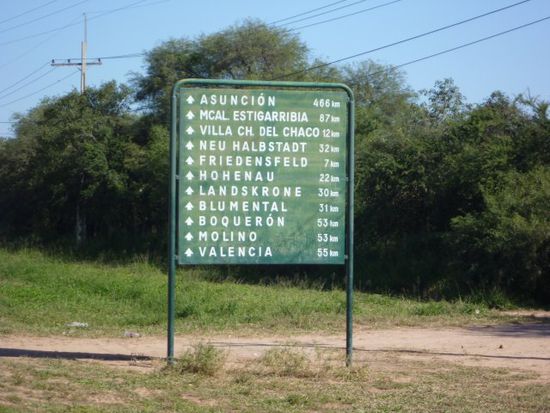 ASUNCIÓN 466 km
MCAL ESTIGARRIBIA 87 km
VILLA CH. DEL CHACO 12 km
NEU HALBSTADT 32 km
FRIEDENSFELD 7 km
HOHENAU 22 km
LANDSKRONE 30 km
BLUMENTAL 31 km
BOQUERÓN 53 km
MOLINO 53 km
VALENCIA 55 km